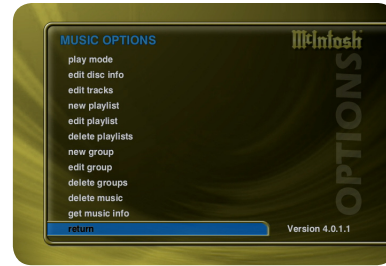 MUSIC OPTIONS
McIntosh
play mode
edit disc info
edit tracks
new playlist
edit playlist
delete playlists
new group
edit group
delete groups
delete music
get music info
return
Version 4.0.1.1
OPTIONS